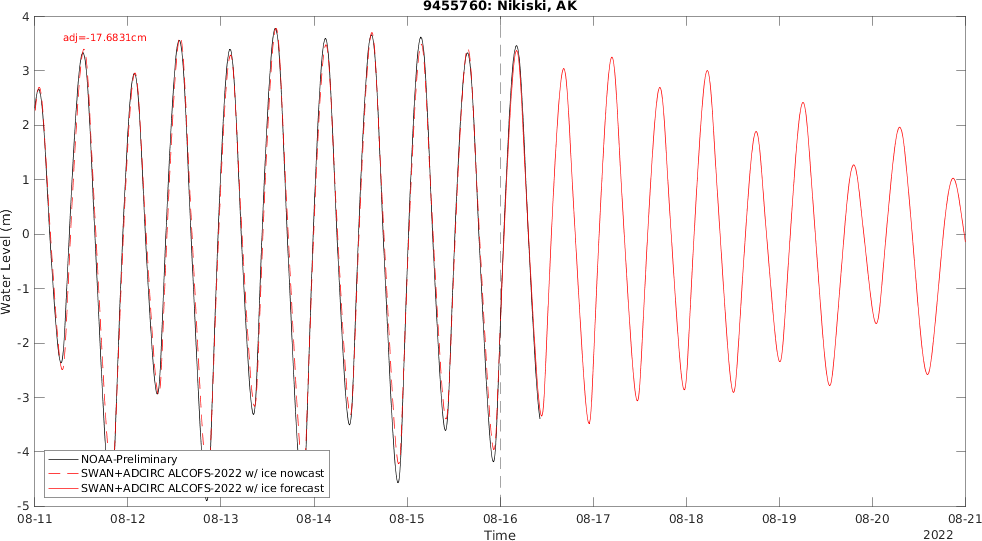 9455760: Nikiski, AK
adj=-17.6831cm
4
3
2
1
0
-1
-2
-3
-4
-5
Water Level (m)
NOAA-Preliminary
SWAN+ADCIRC ALCOFS-2022 w/ ice nowcast
SWAN+ADCIRC ALCOFS-2022 w/ ice forecast
08-11 08-12 08-13 08-14 08-15 08-16 08-17 08-18 08-19 08-20 08-21
Time
2022